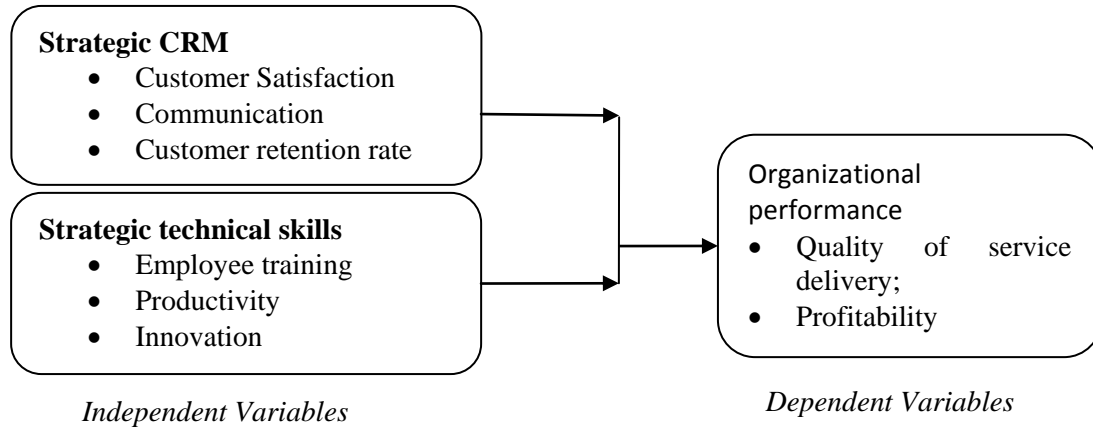 Strategic CRM
• Customer Satisfaction
• Communication
• Customer retention rate
Strategic technical skills
• Employee training
• Productivity
• Innovation
Independent Variables
Organizational
performance
• Quality of service
delivery;
• Profitability
Dependent Variables